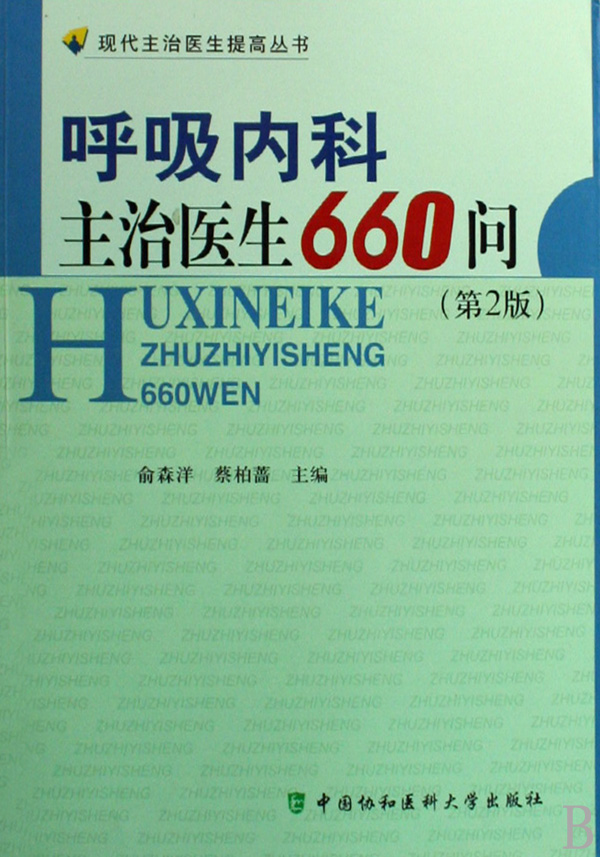 现代主治医生提高丛书
呼吸内科
主治医生660问
（第2版）
HUXINEIKE
ZHUZHIYISHENG
660WEN
俞森洋 蔡柏蔷 主编
中国协和医科大学出版社
B